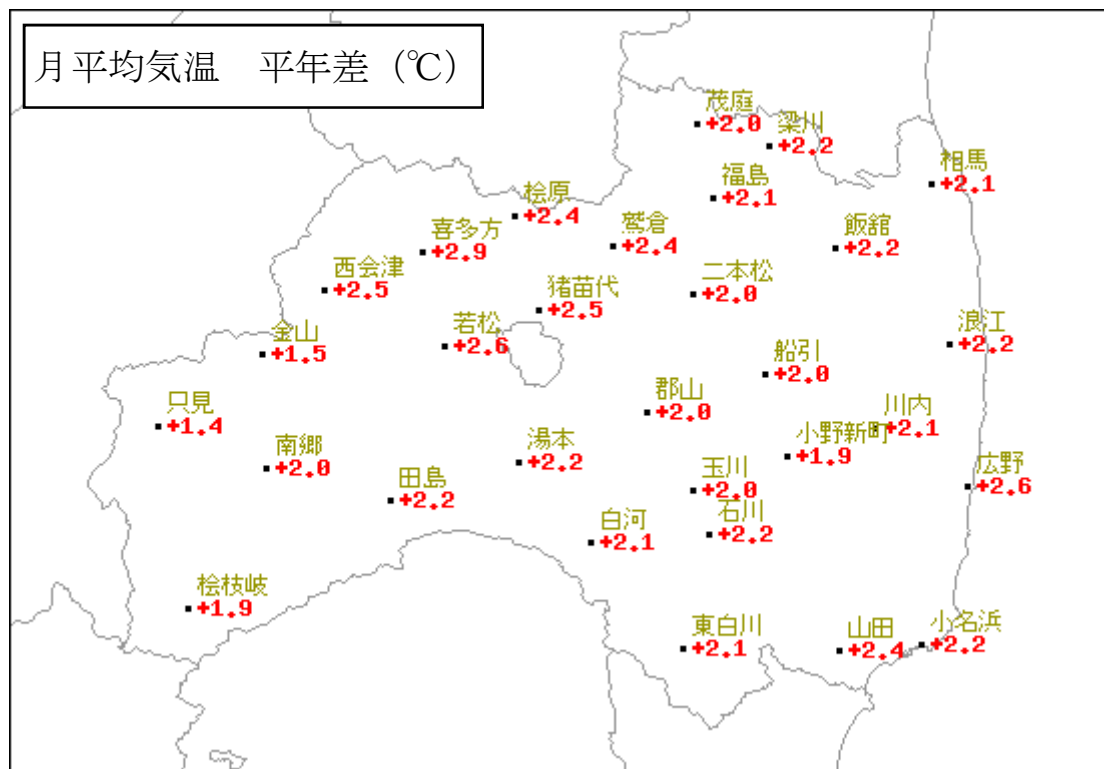 月平均気温　平年差（℃）
茂庭
+2.0
梁川
+2.2
相馬
+2.1
福島
+2.1
桧原
+2.4
鷲倉
+2.4
飯舘
+2.2
喜多方
+2.9
西会津
+2.5
猪苗代
+2.5
二本松
+2.0
金山
+1.5
若松
+2.6
浪江
+2.2
船引
+2.0
只見
+1.4
郡山
+2.0
川内
+2.1
小野新町
+1.9
南郷
+2.0
湯本
+2.2
田島
+2.2
玉川
+2.0
広野
+2.6
石川
+2.2
白河
+2.1
桧枝岐
+1.9
東白川
+2.1
山田
+2.4
小名浜
+2.2